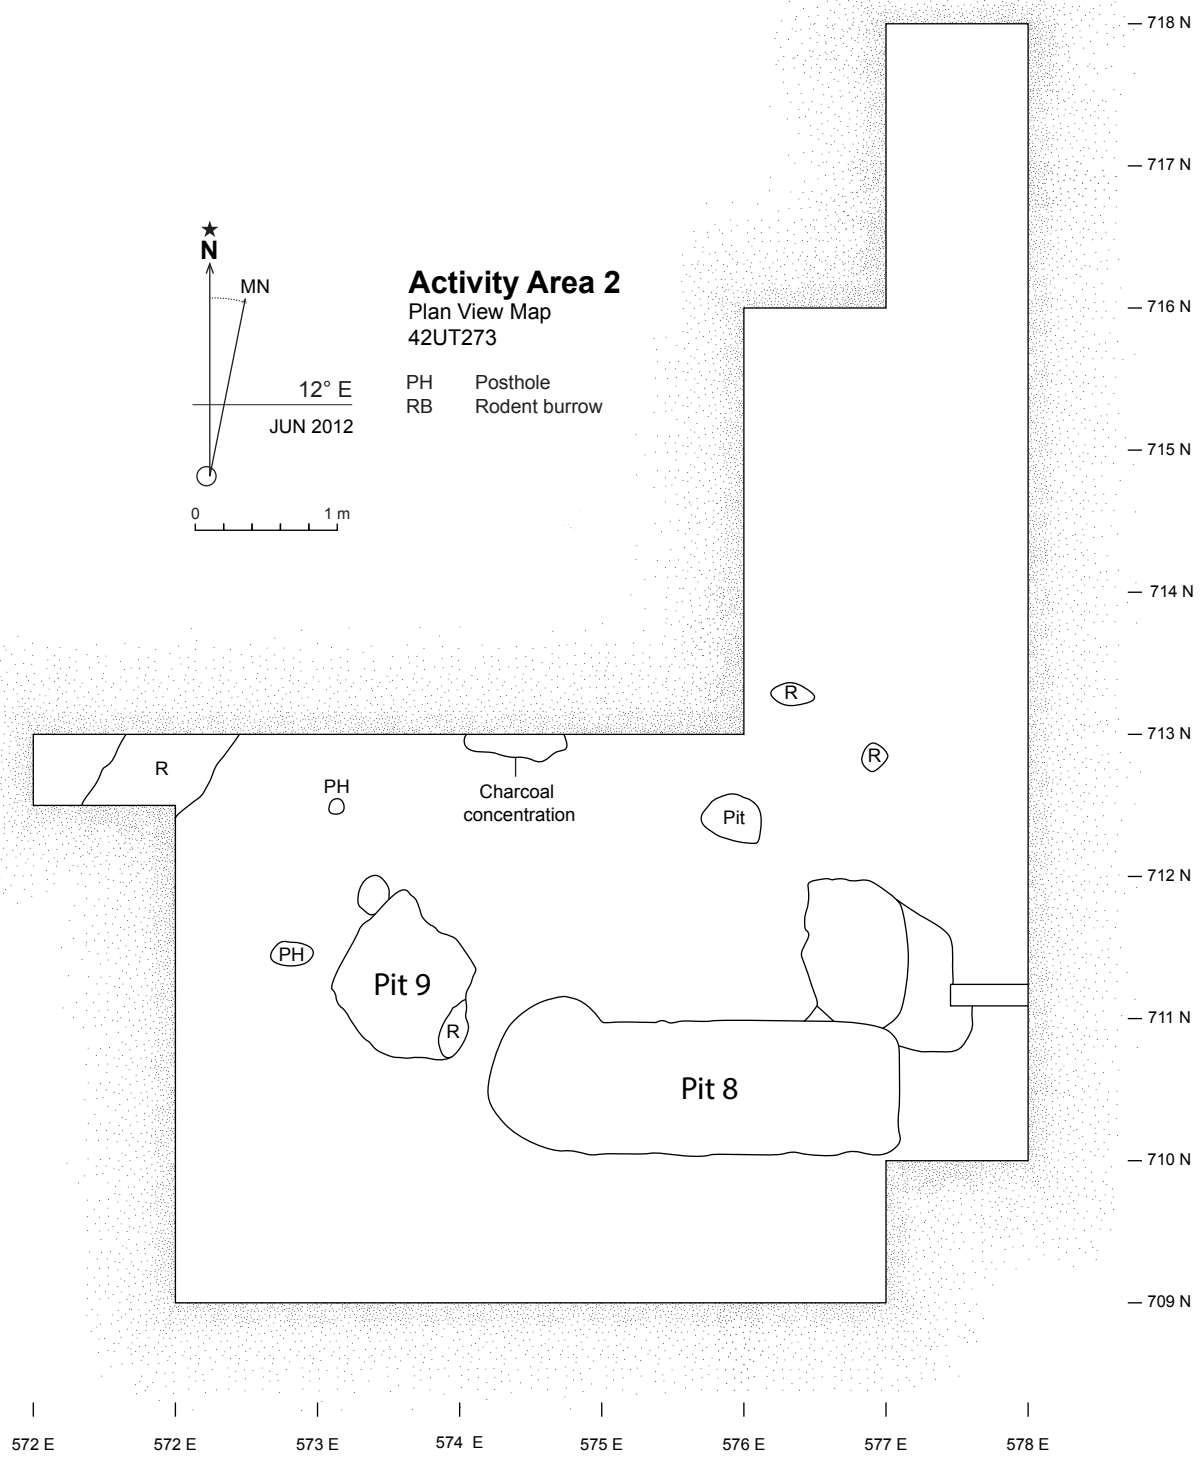 718 N
717 N
★
N
MN
Activity Area 2
Plan View Map
42UT273
716 N
PH Posthole
RB Rodent burrow
12° E
JUN 2012
715 N
0 1 m
714 N
R
713 N
R
R
PH
Charcoal
concentration
Pit
712 N
PH
Pit 9
R
711 N
Pit 8
710 N
709 N
572 E 572 E 573 E 574 E 575 E 576 E 577 E 578 E